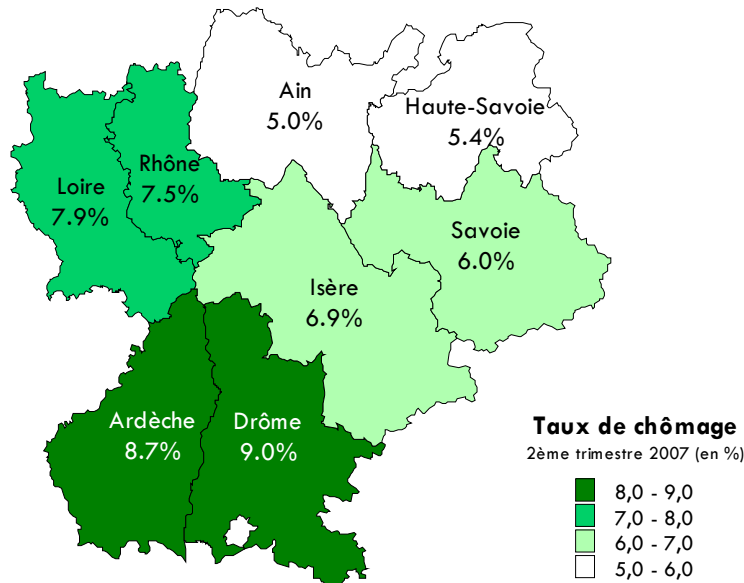 Ain
5.0%
Haute-Savoie
5.4%
Rhône
7.5%
Loire
7.9%
Savoie
6.0%
Isère
6.9%
Ardèche
8.7%
Drôme
9.0%
Taux de chômage
2ème trimestre 2007 (en %)
8,0 - 9,0
7,0 - 8,0
6,0 - 7,0
5,0 - 6,0